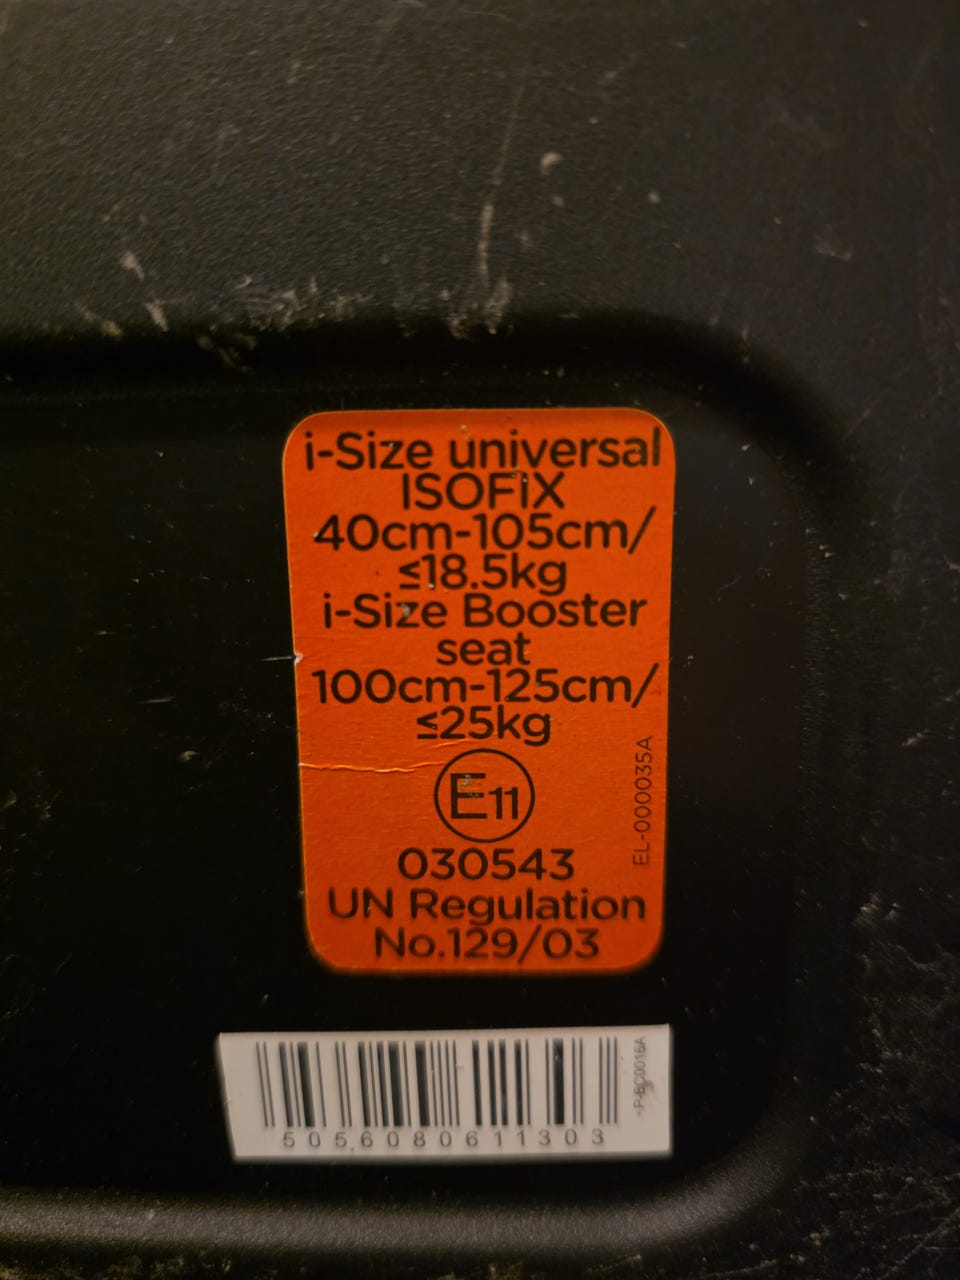 i-Size universal
ISOFIX
40cm-105cm/
≤18.5kg
i-Size Booster
seat
100cm-125cm/
≤25kg
E11
030543
UN Regulation
No.129/03
EL-000035A
5056080611303
P-BC0016A